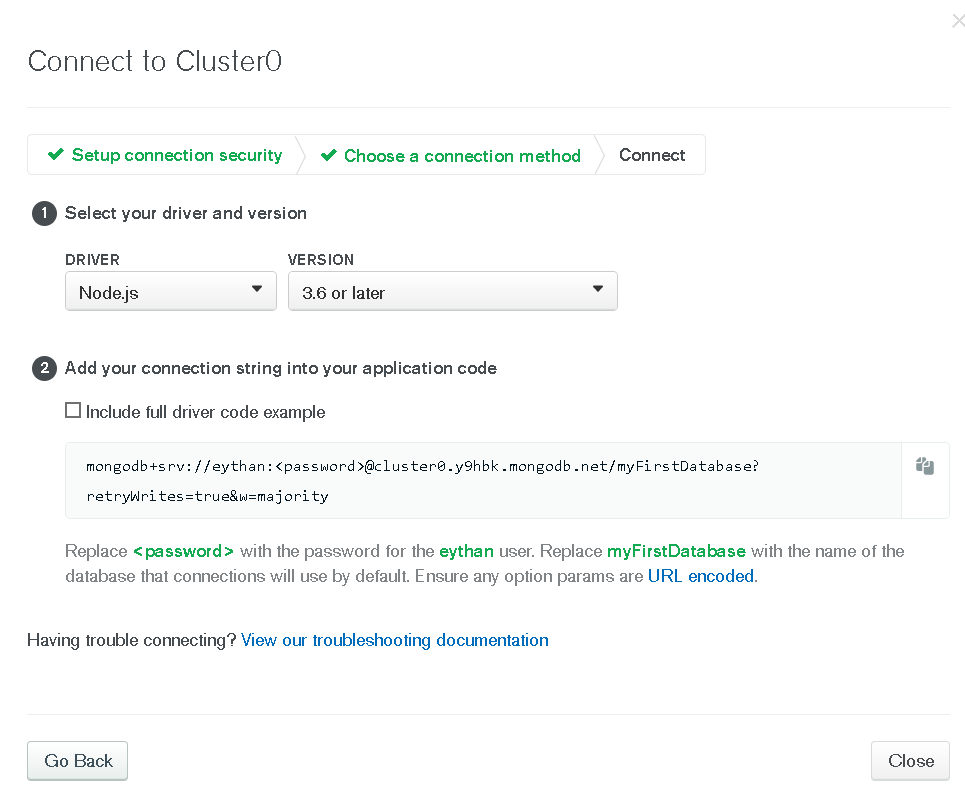 Connect to Cluster0
Setup connection security
Choose a connection method
Connect
1 Select your driver and version
DRIVER
VERSION
Node.js
3.6 or later
2 Add your connection string into your application code
Include full driver code example
mongodb+srv://eythan:<password>@cluster0.y9hbk.mongodb.net/myFirstDatabase?
retryWrites=true&w=majority
Replace <password> with the password for the eythan user. Replace myFirstDatabase with the name of the
database that connections will use by default. Ensure any option params are URL encoded.
Having trouble connecting? View our troubleshooting documentation
Go Back
Close